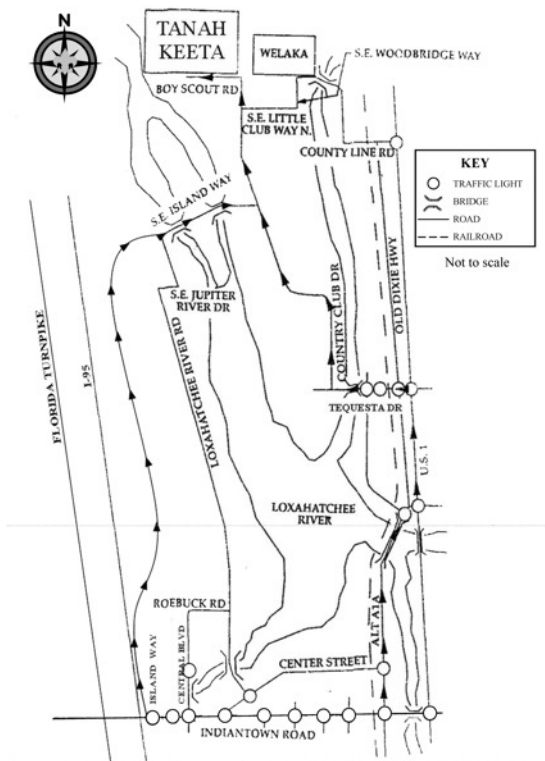 N
TANAH
KEETA
WELAKA
S.E. WOODBRIDGE WAY
BOY SCOUT RD
S.E. LITTLE
CLUB WAY N.
COUNTY LINE RD
KEY
TRAFFIC LIGHT
BRIDGE
ROAD
RAILROAD
Not to scale
S.E. ISLAND WAY
S.E. JUPITER
RIVER DR
OLD DIXIE HWY
COUNTRY CLUB DR
FLORIDA TURNPIKE
I-95
LOXAHATCHEE RIVER RD
TEQUESTA DR
U.S. 1
LOXAHATCHEE
RIVER
ROEBUCK RD
ISLAND WAY
CENTRAL BLVD
CENTER STREET
ALT A1A
INDIANTOWN ROAD